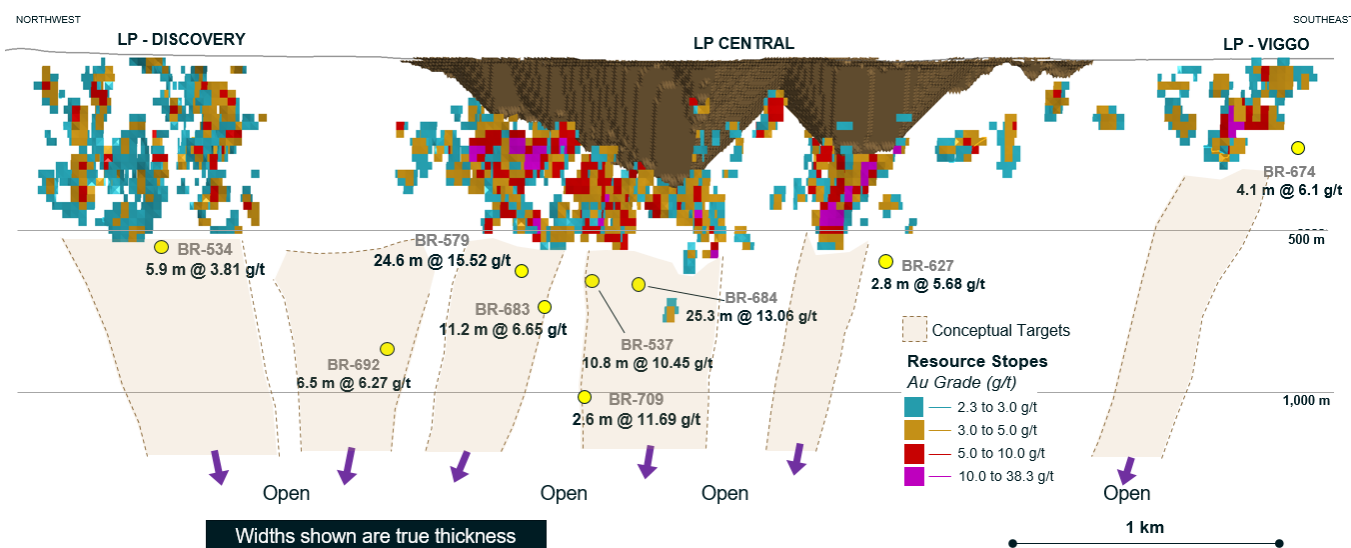 NORTHWEST
SOUTHEAST
LP - DISCOVERY
LP CENTRAL
LP - VIGGO
BR-674
4.1 m @ 6.1 g/t
500 m
BR-534
5.9 m @ 3.81 g/t
BR-579
24.6 m @ 15.52 g/t
BR-627
2.8 m @ 5.68 g/t
BR-683
11.2 m @ 6.65 g/t
BR-684
25.3 m @ 13.06 g/t
BR-537
10.8 m @ 10.45 g/t
BR-692
6.5 m @ 6.27 g/t
BR-709
2.6 m @ 11.69 g/t
1,000 m
Conceptual Targets
Resource Stopes
Au Grade (g/t)
2.3 to 3.0 g/t
3.0 to 5.0 g/t
5.0 to 10.0 g/t
10.0 to 38.3 g/t
Open
Open
Open
Open
Widths shown are true thickness
1 km